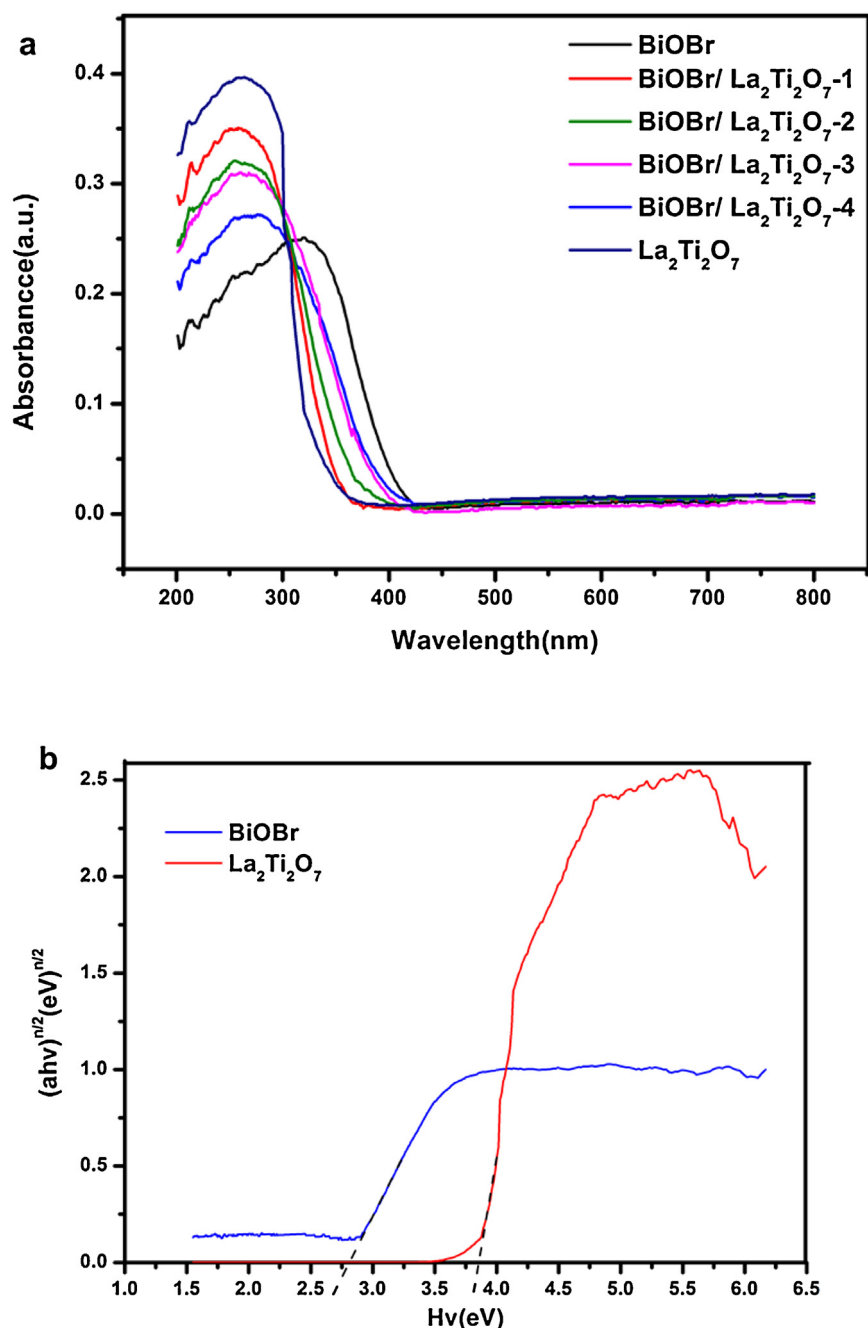 a
BiOBr
BiOBr/ La₂Ti₂O₇-1
BiOBr/ La₂Ti₂O₇-2
BiOBr/ La₂Ti₂O₇-3
BiOBr/ La₂Ti₂O₇-4
La₂Ti₂O₇
Absorbancce(a.u.)
0.4
0.3
0.2
0.1
0.0
200 300 400 500 600 700 800
Wavelength(nm)
b
BiOBr
La₂Ti₂O₇
(ahv)ⁿ/²(eV)ⁿ/²
2.5
2.0
1.5
1.0
0.5
0.0
1.0 1.5 2.0 2.5 3.0 3.5 4.0 4.5 5.0 5.5 6.0 6.5
Hv(eV)